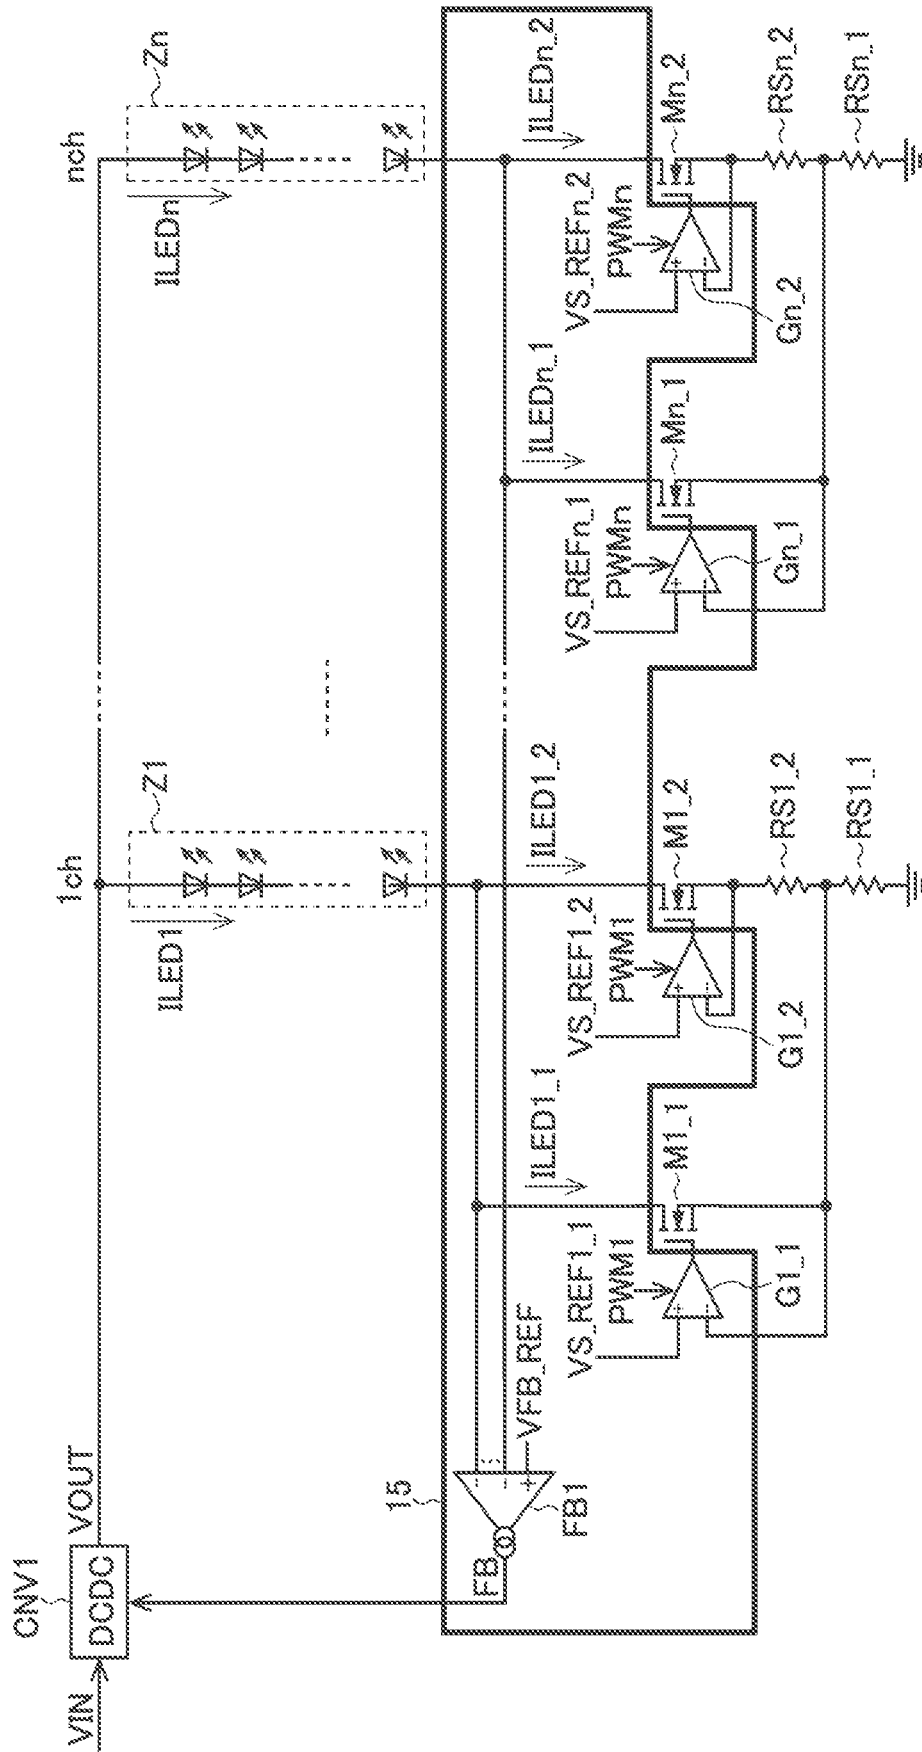 VIN
CNV1
DCDC
VOUT
1ch
nch
ILED1
Z1
ILEDn
Zn
15
FB
FB1
VFB_REF
ILED1_1
ILED1_2
ILEDn_1
ILEDn_2
VS_REF1_1
PWM1
VS_REF1_2
PWM1
VS_REFn_1
PWMn
VS_REFn_2
PWMn
M1_1
M1_2
Mn_1
Mn_2
G1_1
G1_2
Gn_1
Gn_2
RS1_2
RSn_2
RS1_1
RSn_1